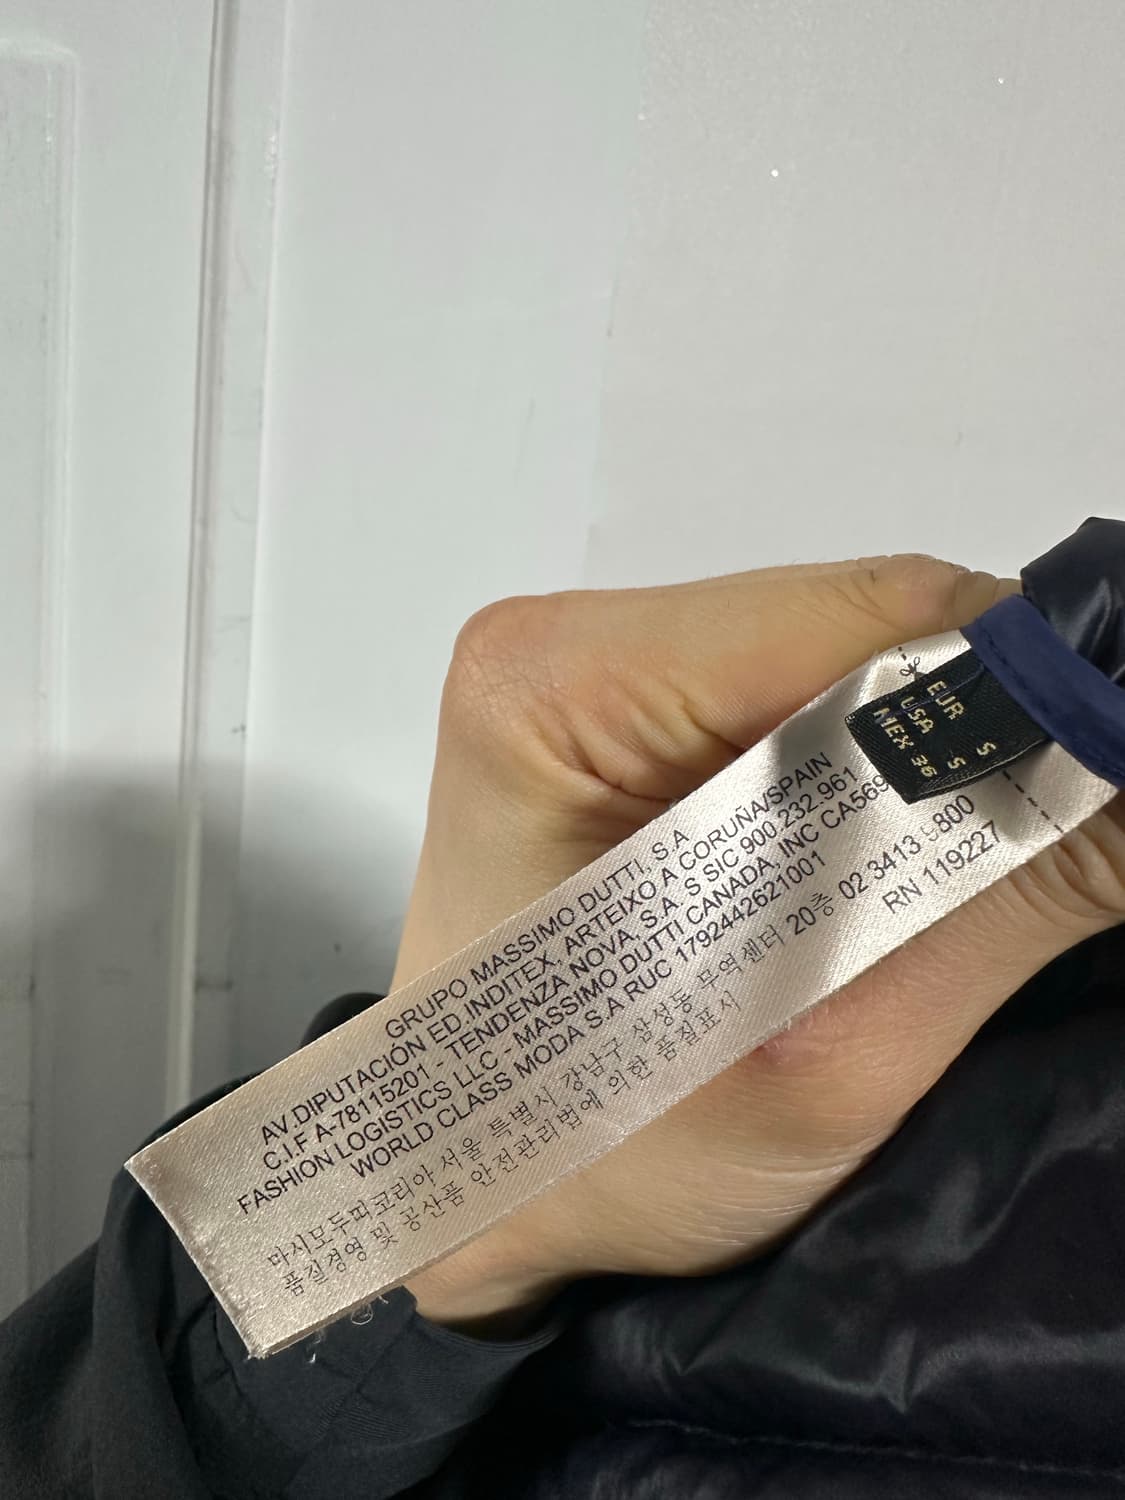 EUR S
USA S
MEX 36
GRUPO MASSIMO DUTTI, S.A
AV.DIPUTACIÓN ED.INDITEX, ARTEIXO A CORUÑA/SPAIN
C.I.F A-78115201 - TENDENZA NOVA, S.A S SIC 900.232.961
FASHION LOGISTICS LLC - MASSIMO DUTTI CANADA, INC CA569
WORLD CLASS MODA S.A RUC 1792442621001
마시모두띠코리아 서울 특별시 강남구 삼성동 무역센터 20층 02 3413 9800
품질경영 및 공산품 안전관리법에 의한 품질표시
RN 119227